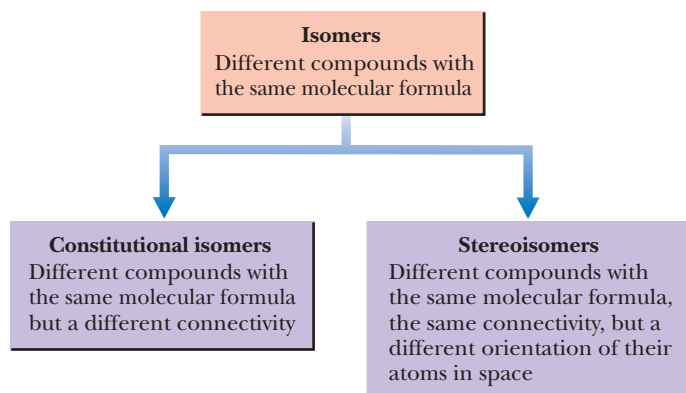 Isomers
Different compounds with
the same molecular formula
Constitutional isomers
Different compounds with
the same molecular formula
but a different connectivity
Stereoisomers
Different compounds with
the same molecular formula,
the same connectivity, but a
different orientation of their
atoms in space